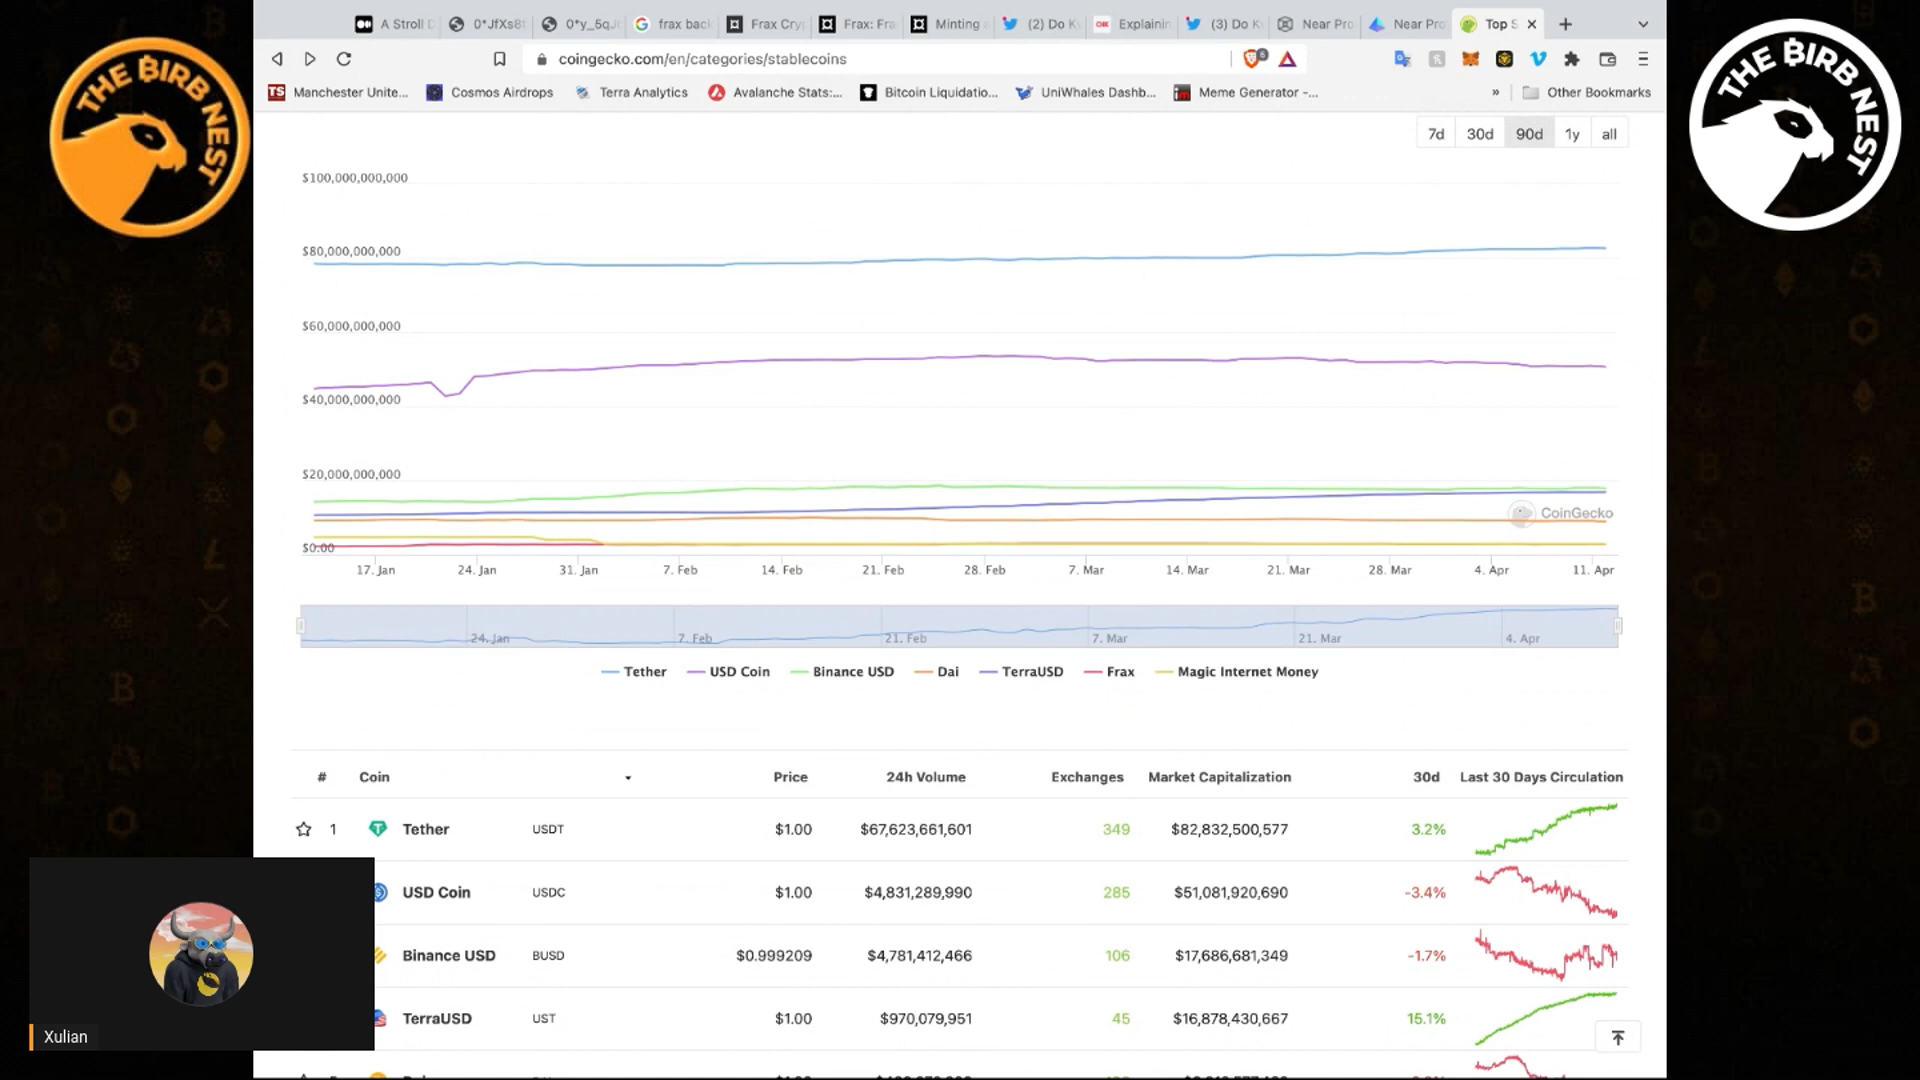 THE BIRB NEST
A Stroll D
0*JfXs8t
0*y_5qJ
frax back
Frax Cryp
Frax: Fra
Minting a
(2) Do K
Explainin
(3) Do K
Near Pro
Near Pro
Top S
coingecko.com/en/categories/stablecoins
Manchester Unite...
Cosmos Airdrops
Terra Analytics
Avalanche Stats:...
Bitcoin Liquidatio...
UniWhales Dashb...
Meme Generator -...
»
Other Bookmarks
THE BIRB NEST
7d 30d 90d 1y all
$100,000,000,000
$80,000,000,000
$60,000,000,000
$40,000,000,000
$20,000,000,000
$0.00
CoinGecko
17. Jan 24. Jan 31. Jan 7. Feb 14. Feb 21. Feb 28. Feb 7. Mar 14. Mar 21. Mar 28. Mar 4. Apr 11. Apr
24. Jan 7. Feb 21. Feb 7. Mar 21. Mar 4. Apr
Tether USD Coin Binance USD Dai TerraUSD Frax Magic Internet Money
# Coin Price 24h Volume Exchanges Market Capitalization 30d Last 30 Days Circulation
1 Tether USDT $1.00 $67,623,661,601 349 $82,832,500,577 3.2%
USD Coin USDC $1.00 $4,831,289,990 285 $51,081,920,690 -3.4%
Binance USD BUSD $0.999209 $4,781,412,466 106 $17,686,681,349 -1.7%
TerraUSD UST $1.00 $970,079,951 45 $16,878,430,667 15.1%
Xulian